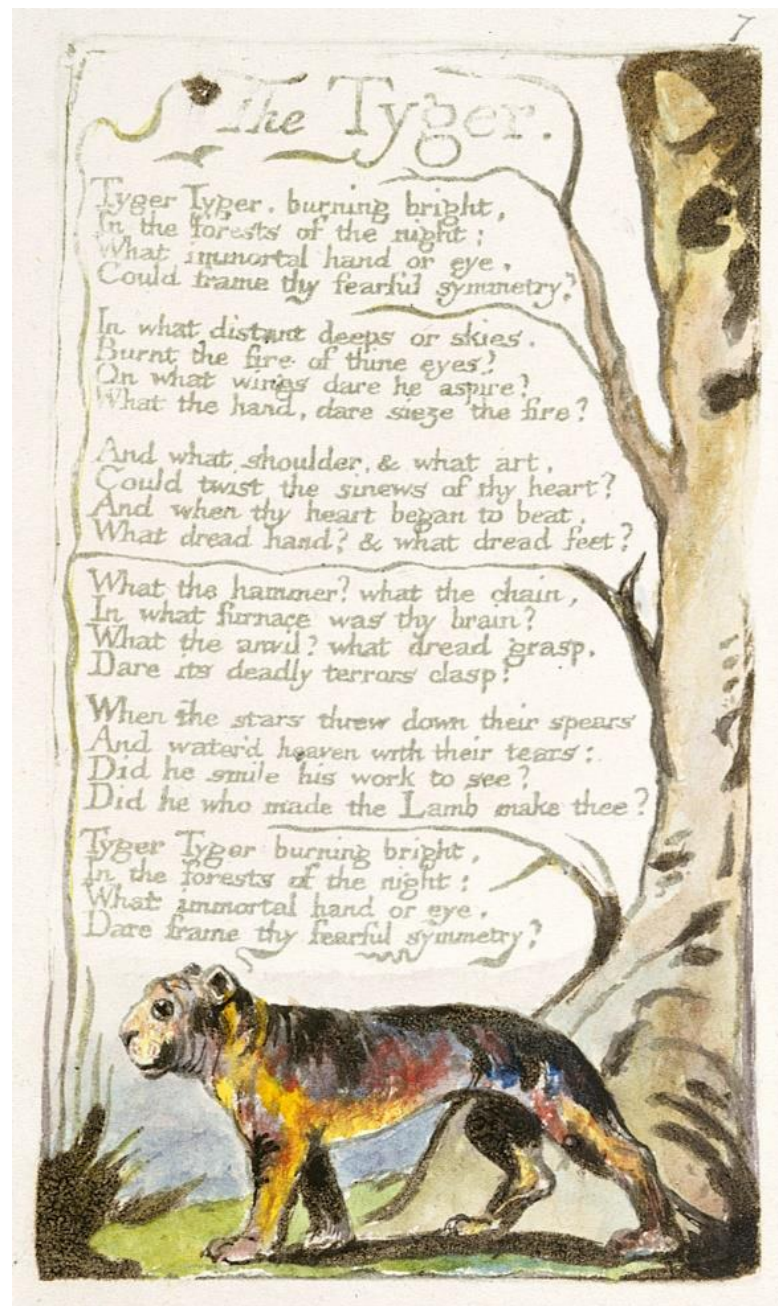 7
The Tyger.
Tyger Tyger. burning bright,
In the forests of the night;
What immortal hand or eye,
Could frame thy fearful symmetry?
In what distant deeps or skies.
Burnt the fire of thine eyes?
On what wings dare he aspire?
What the hand, dare sieze the fire?
And what shoulder, & what art,
Could twist the sinews of thy heart?
And when thy heart began to beat,
What dread hand? & what dread feet?
What the hammer? what the chain,
In what furnace was thy brain?
What the anvil? what dread grasp,
Dare its deadly terrors clasp!
When the stars threw down their spears
And water'd heaven with their tears:
Did he smile his work to see?
Did he who made the Lamb make thee?
Tyger Tyger burning bright,
In the forests of the night:
What immortal hand or eye,
Dare frame thy fearful symmetry?